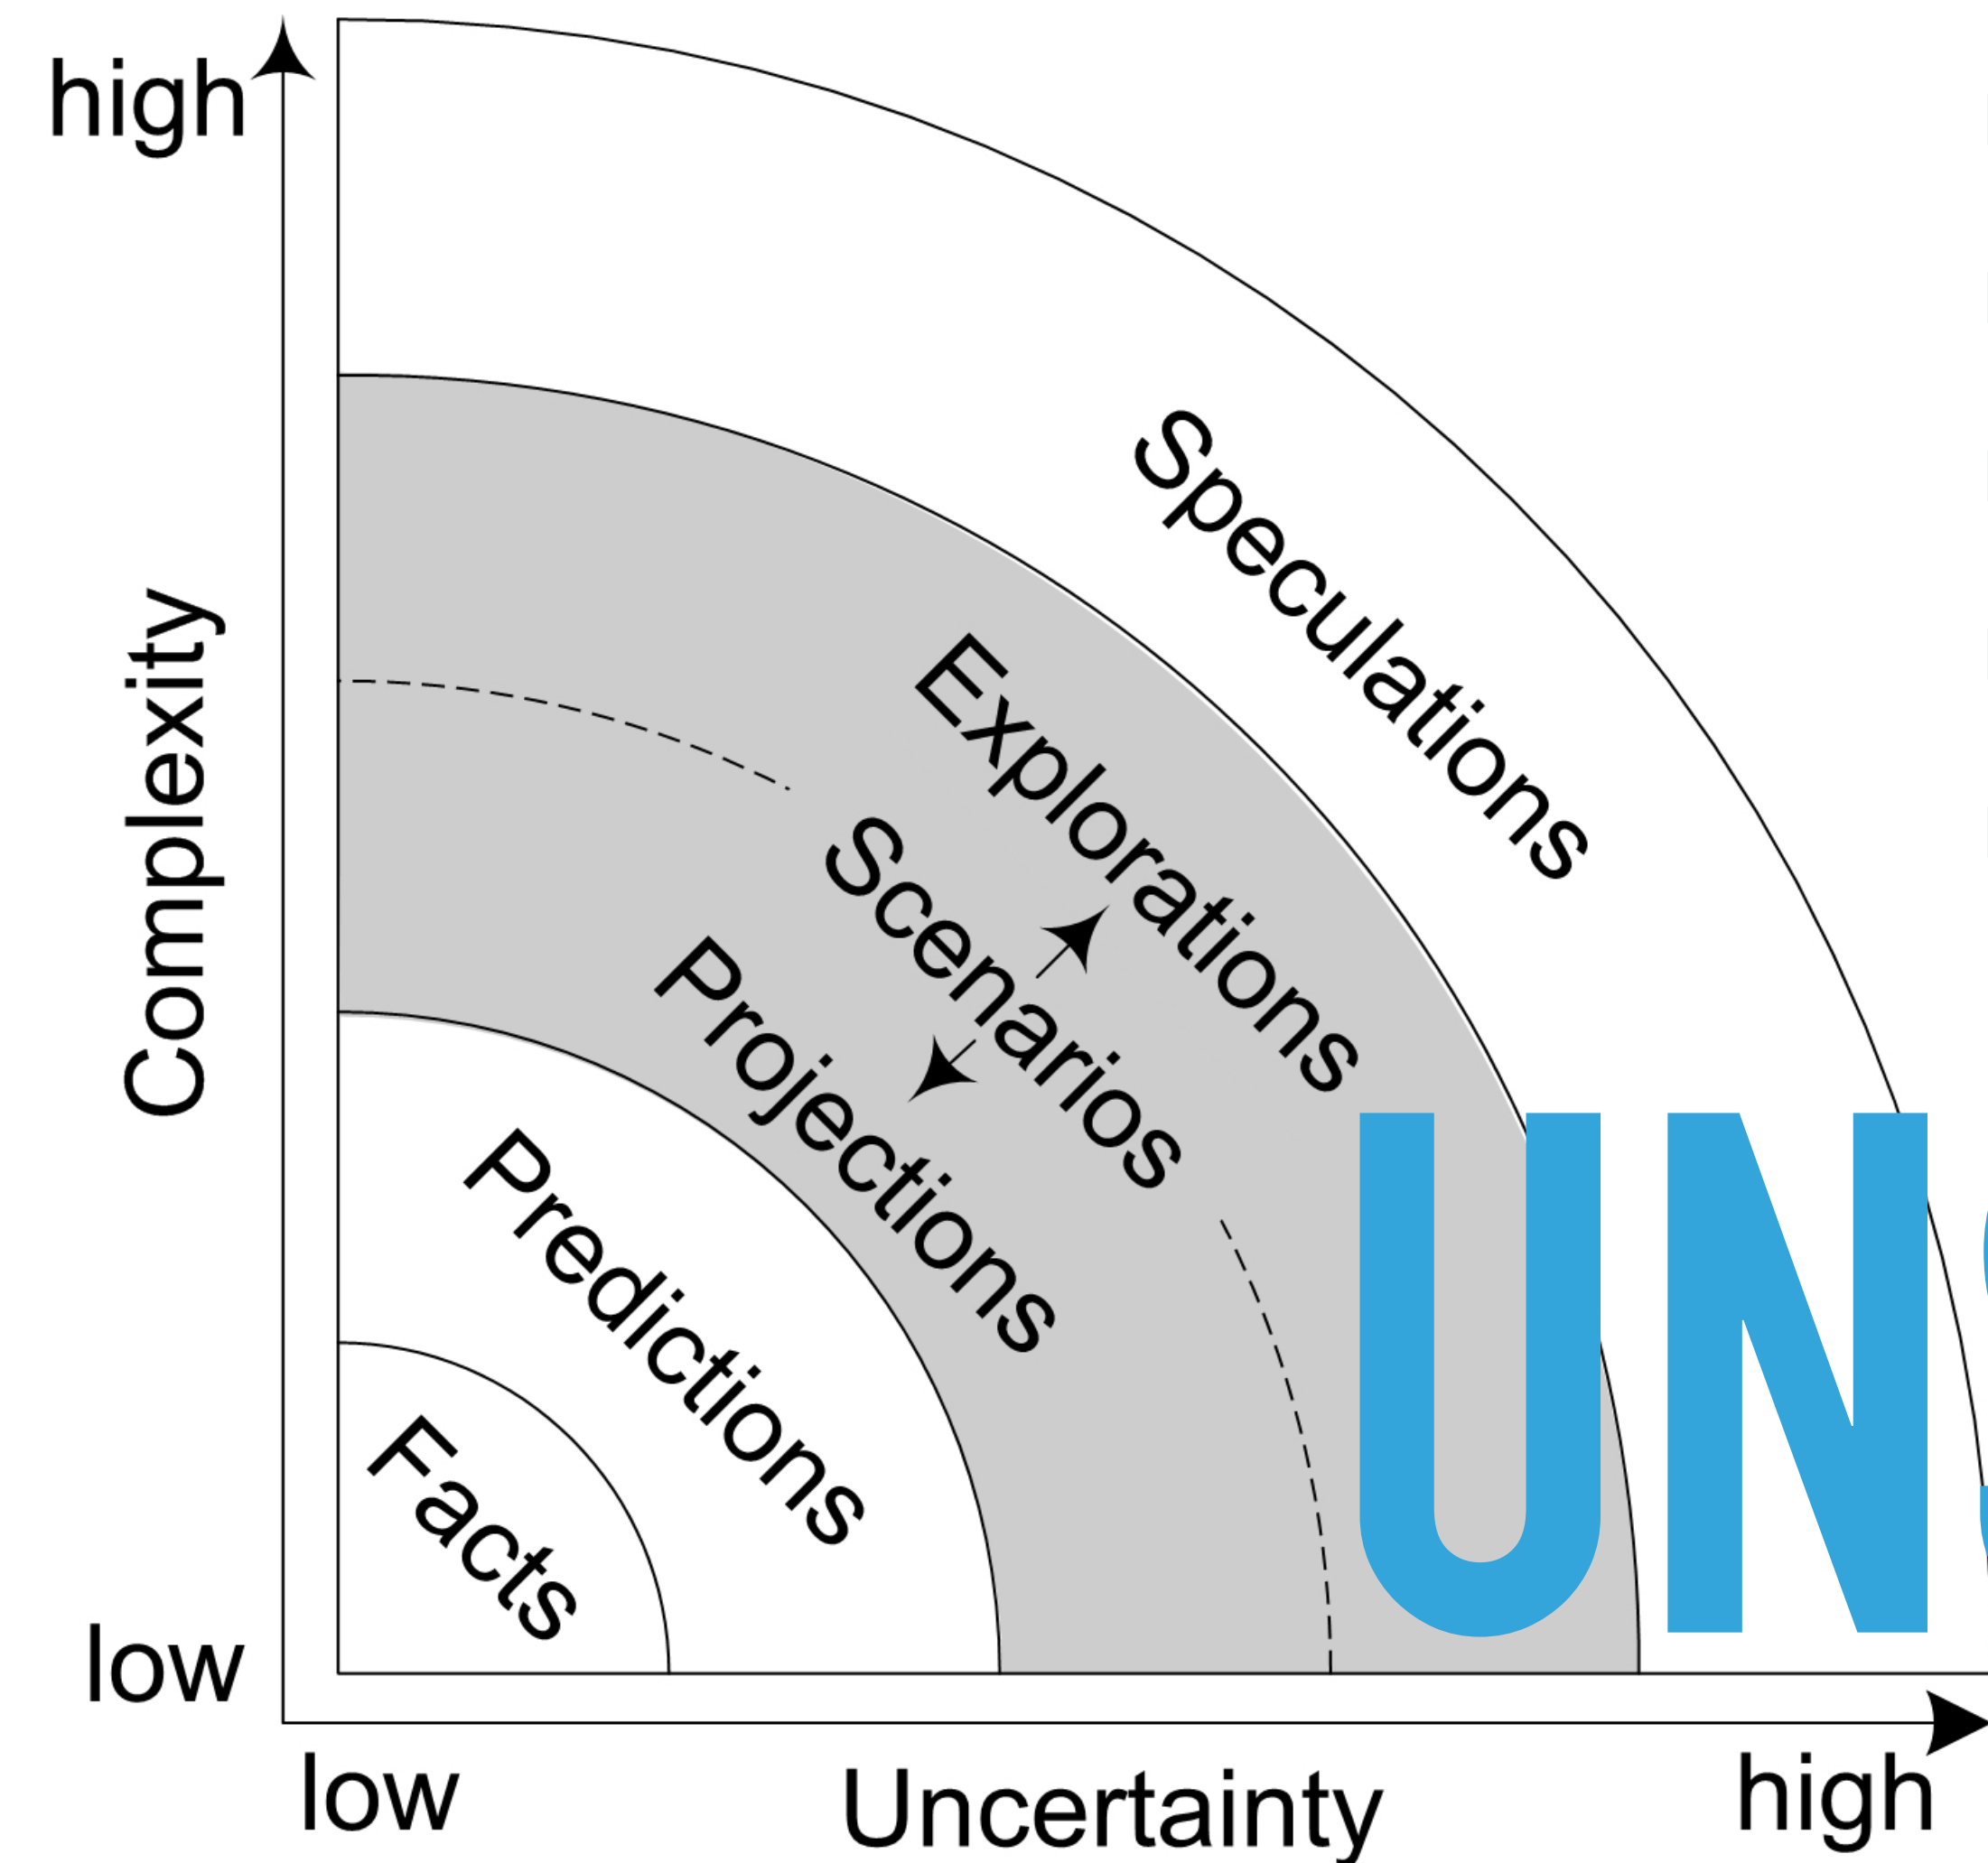 high
Complexity
Speculations
Explorations
Scenarios
Projections
Predictions
Facts
UN
low
low
Uncertainty
high